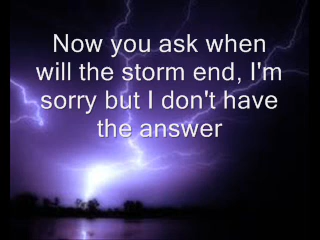 Now you ask when
will the storm end, I'm
sorry but I don't have
the answer